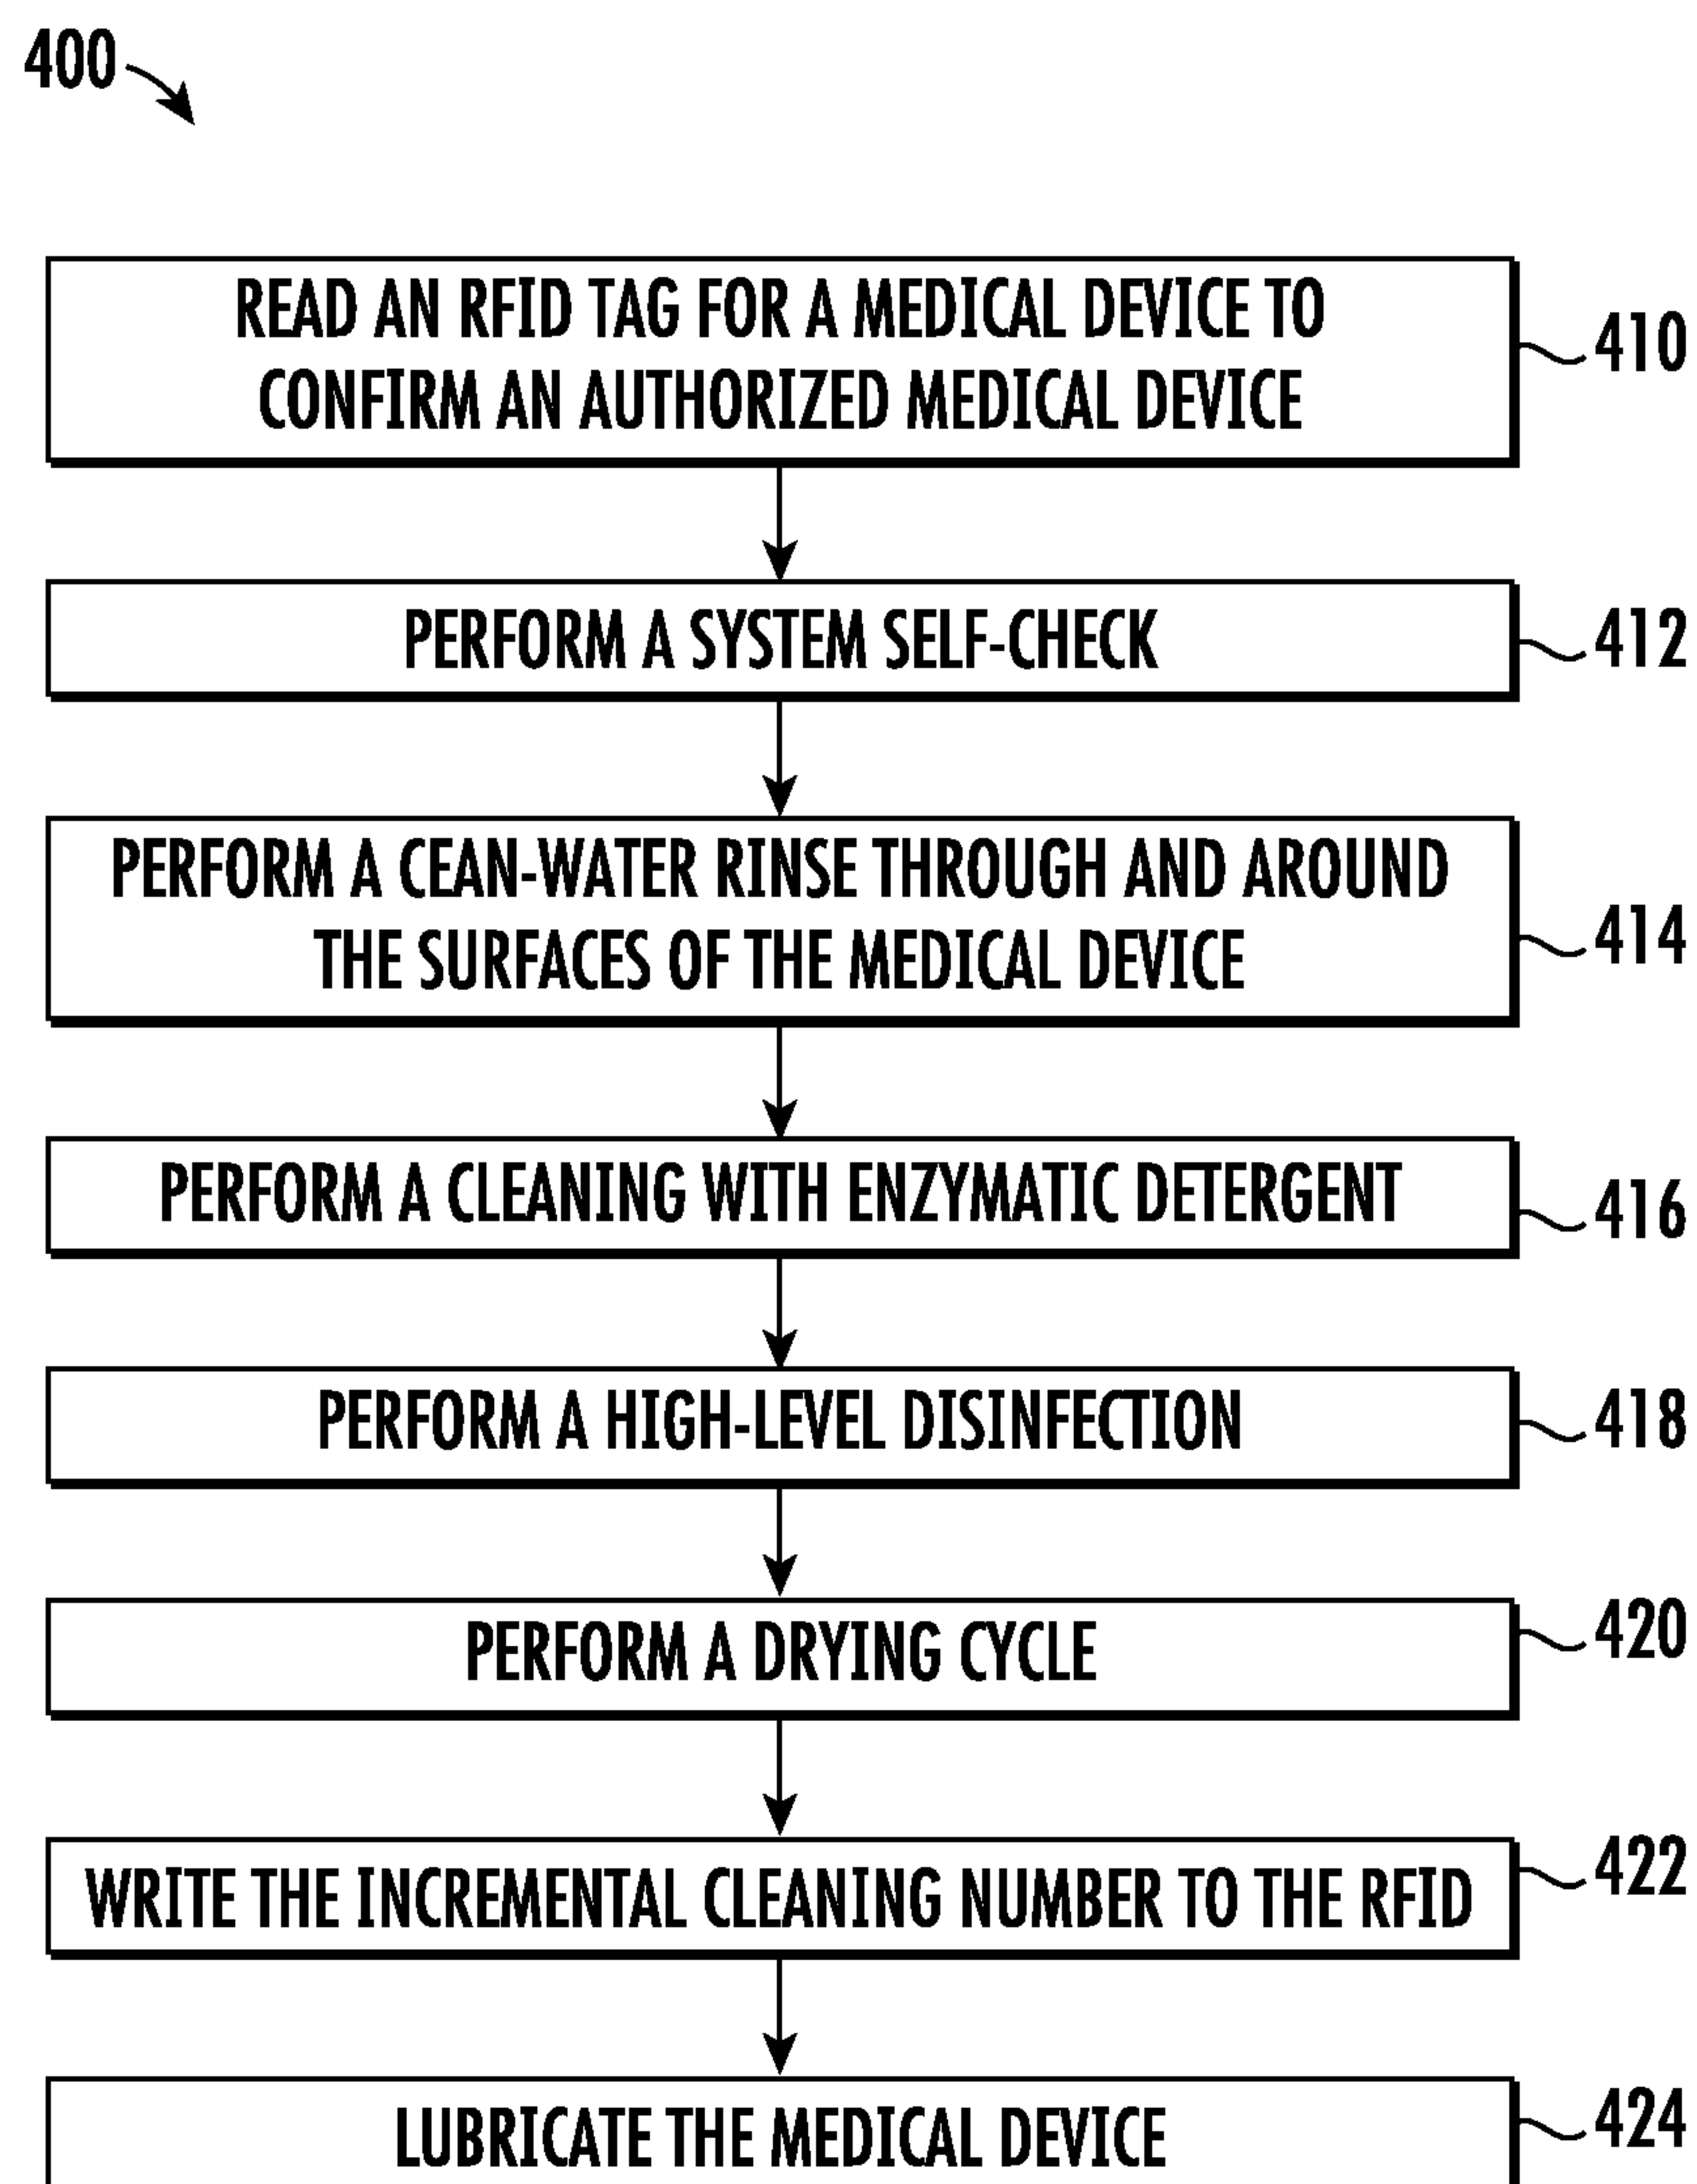 400
READ AN RFID TAG FOR A MEDICAL DEVICE TO
CONFIRM AN AUTHORIZED MEDICAL DEVICE
410
PERFORM A SYSTEM SELF-CHECK
412
PERFORM A CEAN-WATER RINSE THROUGH AND AROUND
THE SURFACES OF THE MEDICAL DEVICE
414
PERFORM A CLEANING WITH ENZYMATIC DETERGENT
416
PERFORM A HIGH-LEVEL DISINFECTION
418
PERFORM A DRYING CYCLE
420
WRITE THE INCREMENTAL CLEANING NUMBER TO THE RFID
422
LUBRICATE THE MEDICAL DEVICE
424